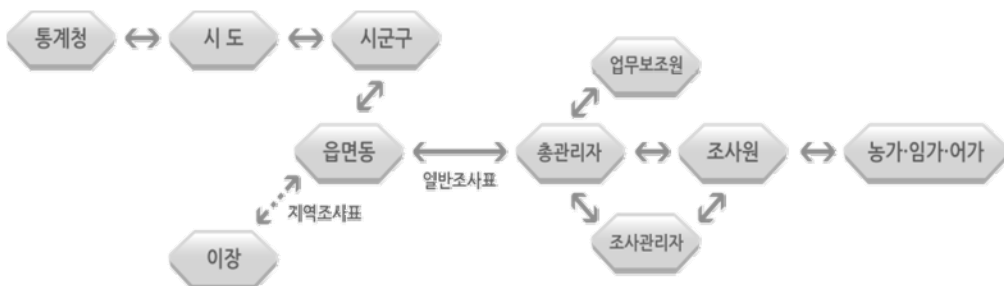 통계청
시 도
시군구
업무보조원
읍면동
총관리자
조사원
농가·임가·어가
일반조사표
지역조사표
조사관리자
이장